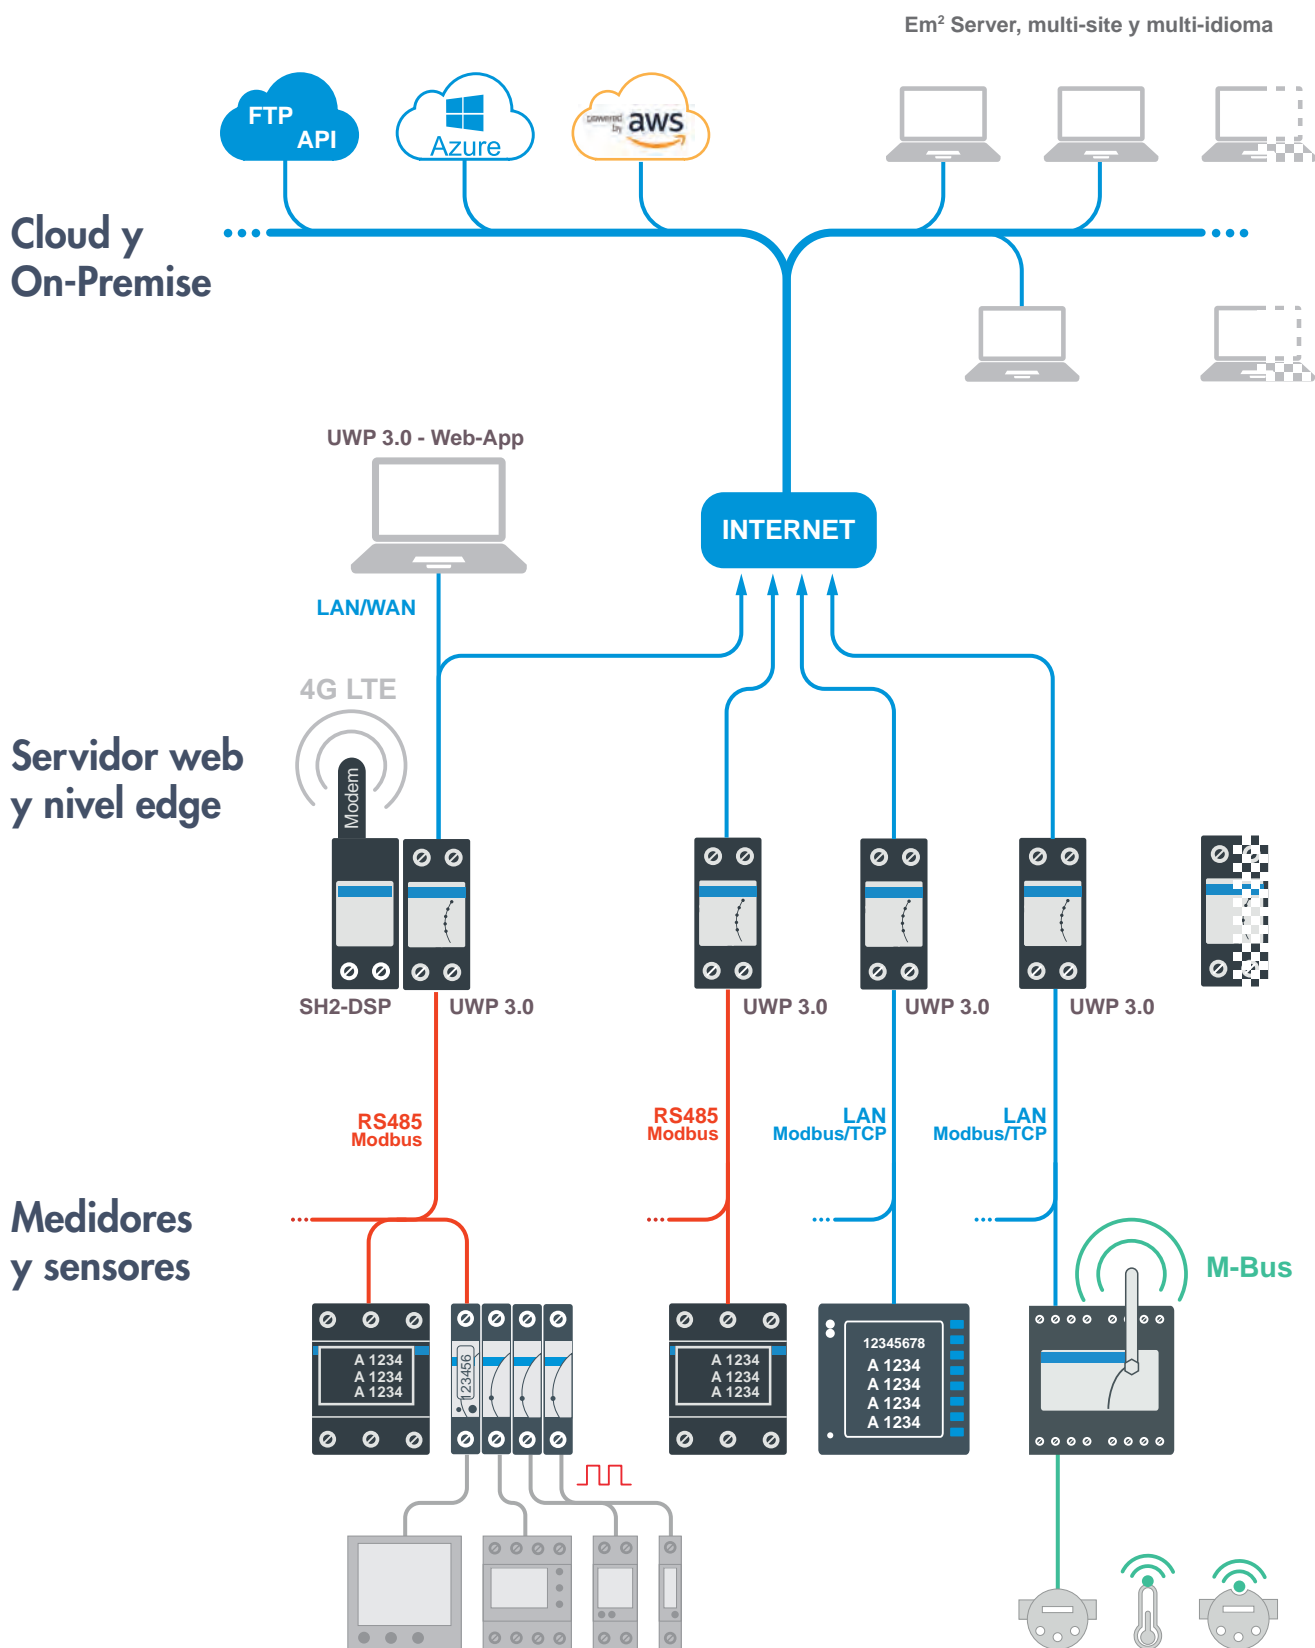 Em² Server, multi-site y multi-idioma
FTP
API
Azure
powered
by
aws
Cloud y
On-Premise
UWP 3.0 - Web-App
INTERNET
LAN/WAN
4G LTE
Servidor web
y nivel edge
Modem
SH2-DSP
UWP 3.0
UWP 3.0
UWP 3.0
UWP 3.0
RS485
Modbus
RS485
Modbus
LAN
Modbus/TCP
LAN
Modbus/TCP
Medidores
y sensores
M-Bus
A 1234
A 1234
A 1234
123456
A 1234
A 1234
A 1234
12345678
A 1234
A 1234
A 1234
A 1234